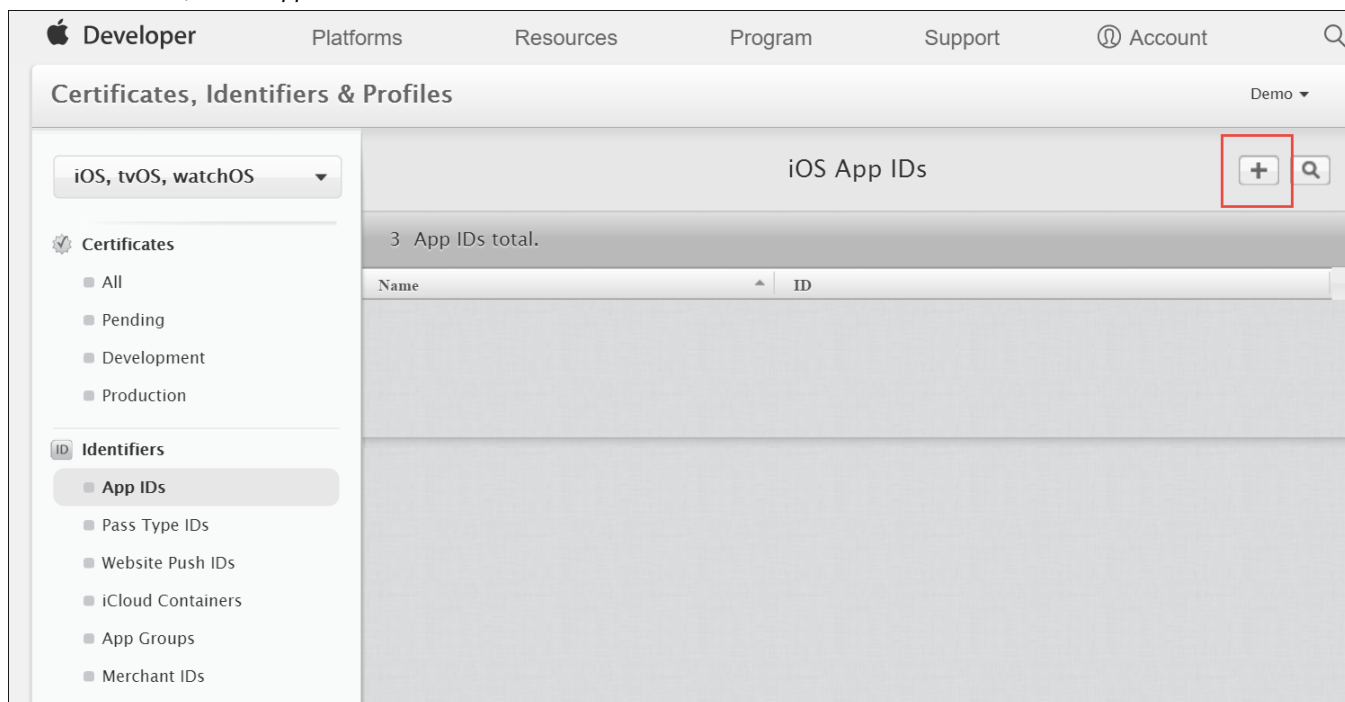 Developer Platforms Resources Program Support Account
Certificates, Identifiers & Profiles Demo
iOS, tvOS, watchOS
iOS App IDs
Certificates
3 App IDs total.
All
Name ID
Pending
Development
Production
ID Identifiers
App IDs
Pass Type IDs
Website Push IDs
iCloud Containers
App Groups
Merchant IDs